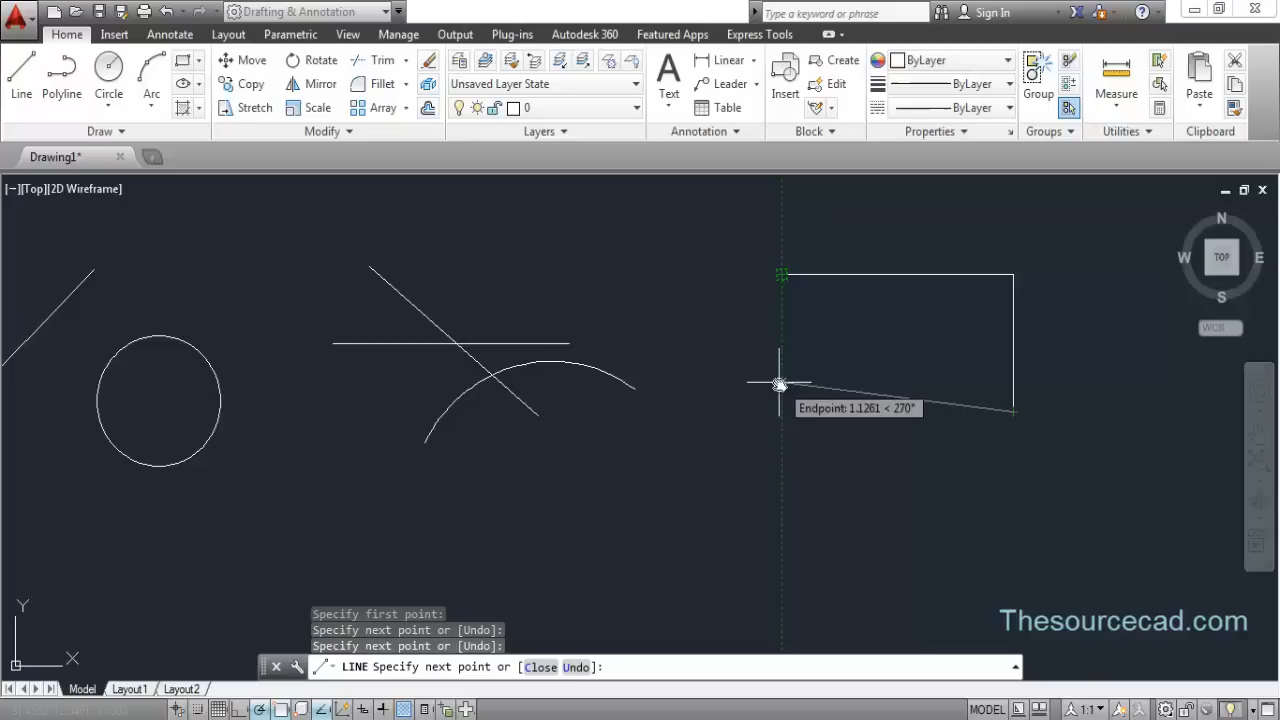 Drafting & Annotation
Type a keyword or phrase
Sign In
Home Insert Annotate Layout Parametric View Manage Output Plug-ins Autodesk 360 Featured Apps Express Tools
Line Polyline Circle Arc
Move Rotate Trim
Copy Mirror Fillet
Stretch Scale Array
Unsaved Layer State
0
Text
Linear
Leader
Table
Insert
Create
Edit
ByLayer
ByLayer
ByLayer
Group
Measure
Paste
Draw Modify Layers Annotation Block Properties Groups Utilities Clipboard
Drawing1*
[−][Top][2D Wireframe]
N
W TOP E
S
WCS
Endpoint: 1.1261 < 270°
Y
X
Thesourcecad.com
Specify first point:
Specify next point or [Undo]:
Specify next point or [Undo]:
LINE Specify next point or [Close Undo]:
Model Layout1 Layout2
MODEL 1:1